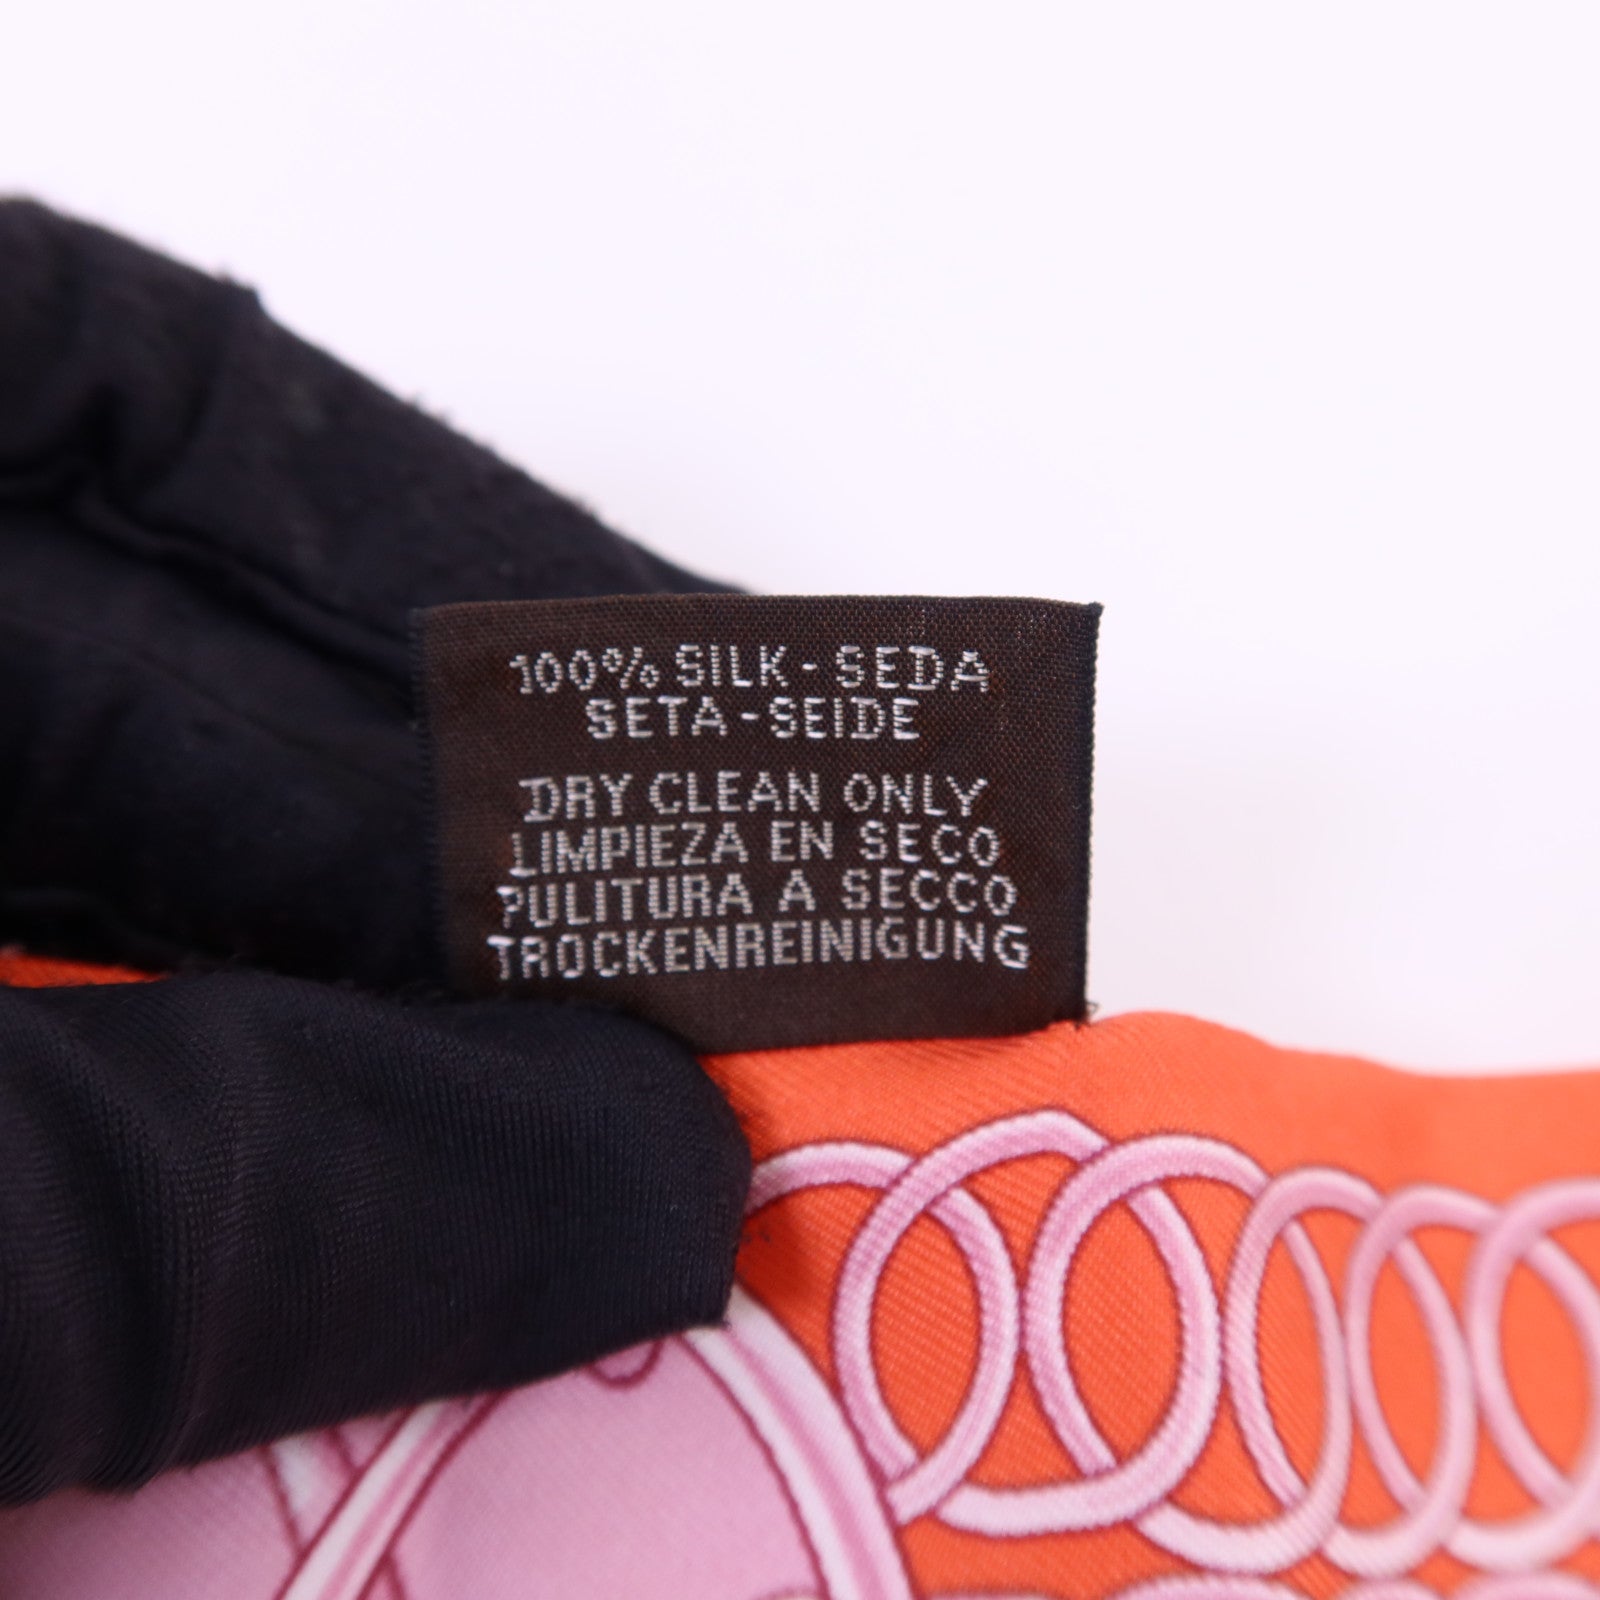 100% SILK - SEDA
SETA - SEIDE
DRY CLEAN ONLY
LIMPIEZA EN SECO
PULITURA A SECCO
TROCKENREINIGUNG